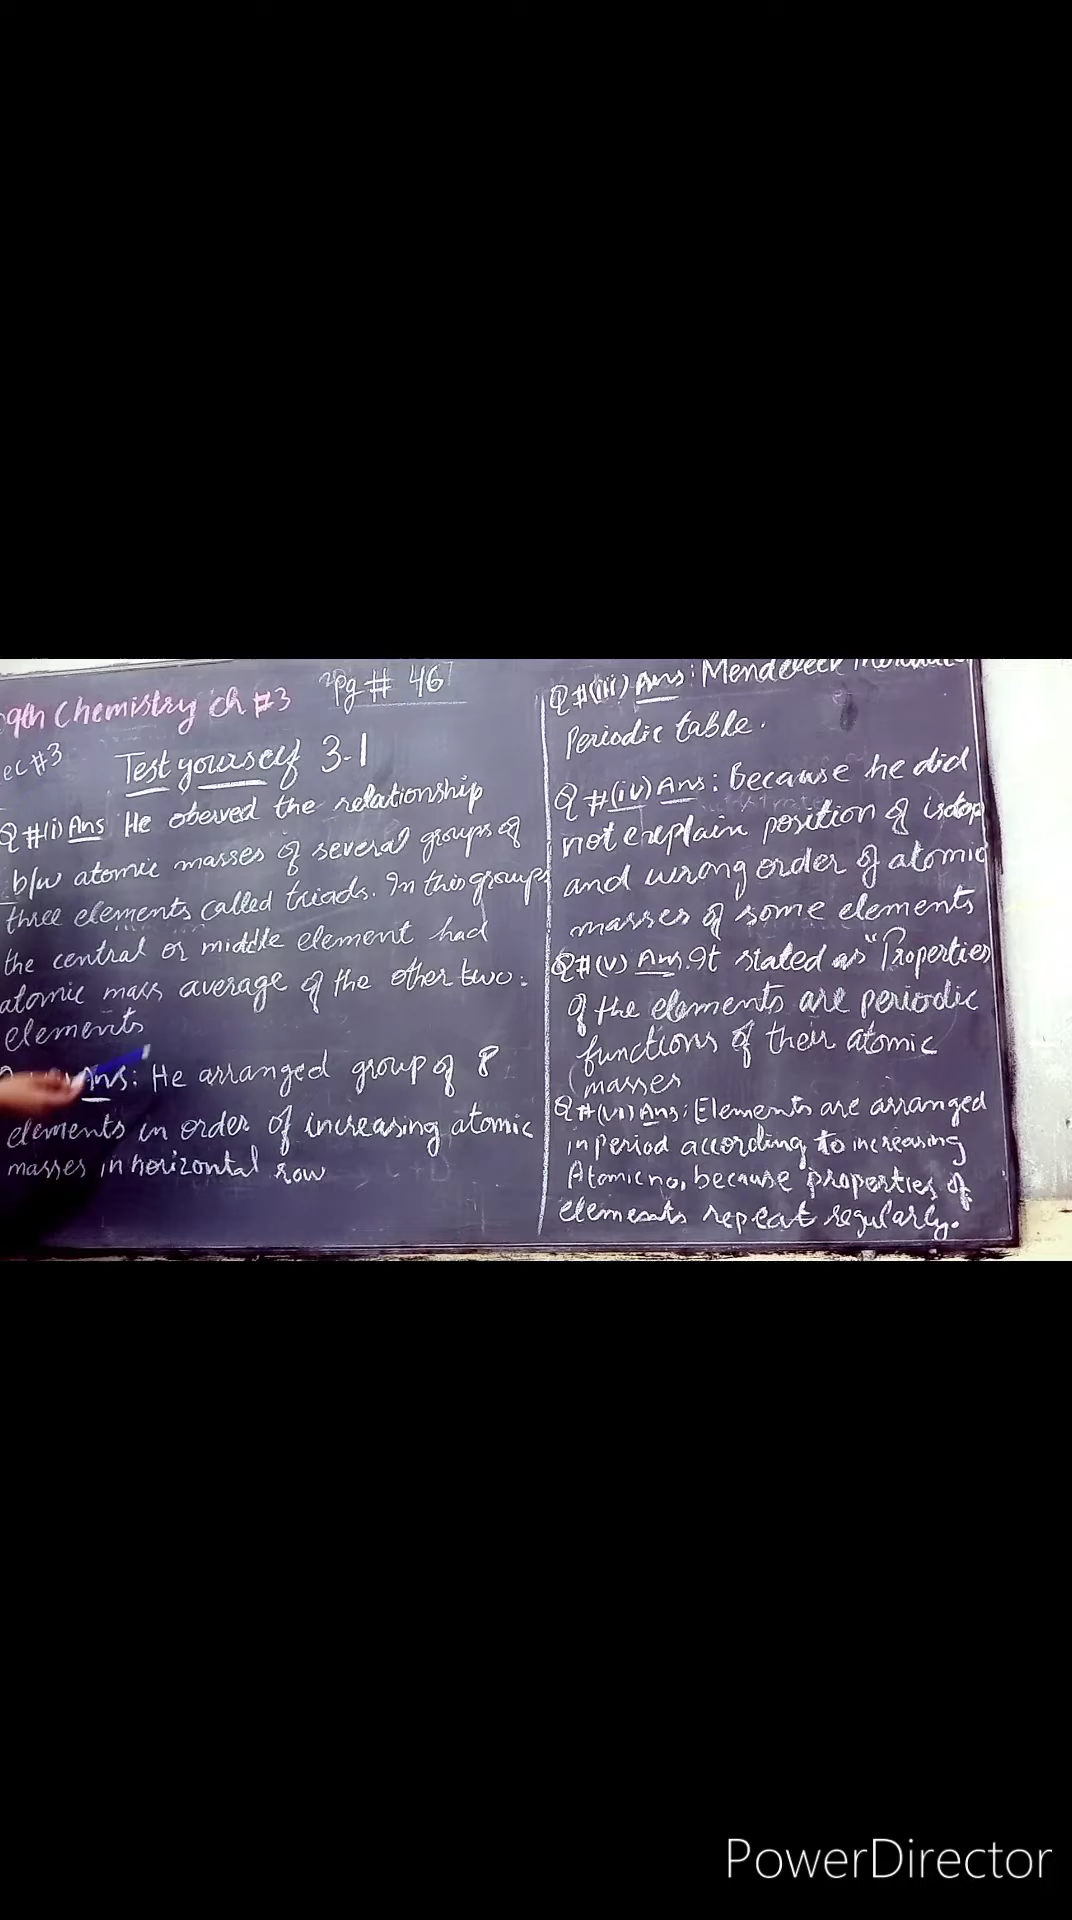 9th Chemistry ch #3
Pg # 46
ec #3
Test yourself 3.1
Q #(i) Ans He oberved the relationship
b/w atomic masses of several groups of
three elements called triads. In this groups
the central or middle element had
atomic mass average of the other two.
elements
Ans: He arranged group of 8
elements in order of increasing atomic
masses in horizontal row
Q #(iii) Ans: Mendeleev
Periodic table.
Q #(iv) Ans: Because he did
not explain position of isotop
and wrong order of atomic
masses of some elements
Q #(v) Ans. It stated as "Properties
of the elements are periodic
functions of their atomic
masses
Q #(vi) Ans: Elements are arranged
in period according to increasing
Atomic no, because properties of
elements repeat regularly.
PowerDirector